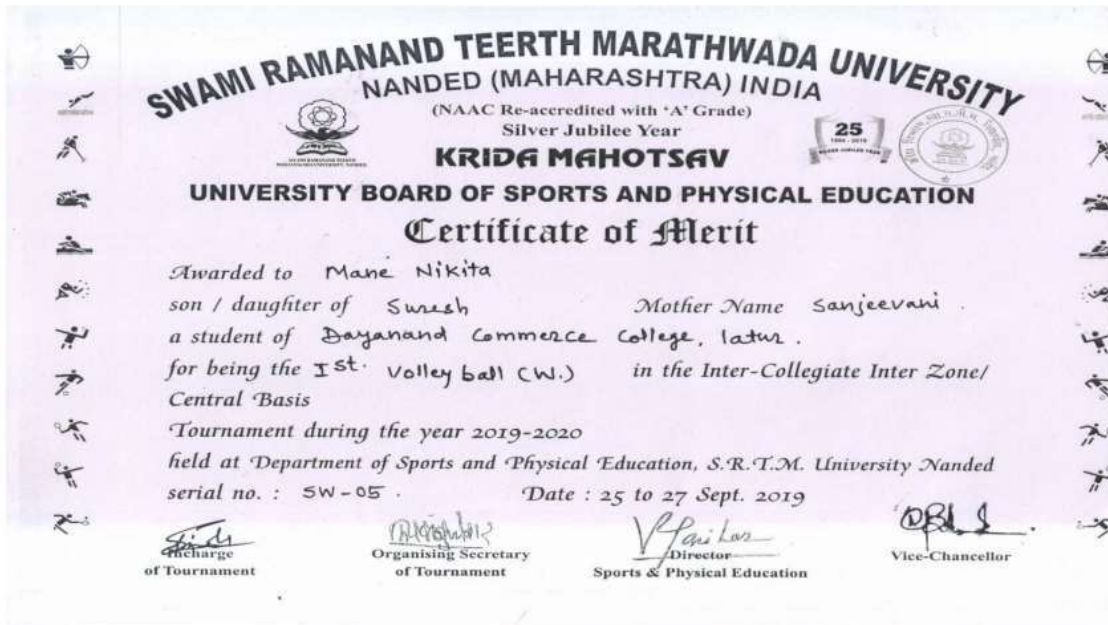 SWAMI RAMANAND TEERTH MARATHWADA UNIVERSITY
NANDED (MAHARASHTRA) INDIA
(NAAC Re-accredited with 'A' Grade)
Silver Jubilee Year
25
1994 - 2019
SILVER JUBILEE YEAR
KRIDA MAHOTSAV
UNIVERSITY BOARD OF SPORTS AND PHYSICAL EDUCATION
Certificate of Merit
Awarded to Mane Nikita
son / daughter of Suresh Mother Name Sanjeevani .
a student of Dayanand Commerce College, latur .
for being the Ist. Volley ball (W.) in the Inter-Collegiate Inter Zone/
Central Basis
Tournament during the year 2019-2020
held at Department of Sports and Physical Education, S.R.T.M. University Nanded
serial no. : SW-05 . Date : 25 to 27 Sept. 2019
Incharge
of Tournament
Organising Secretary
of Tournament
Director
Sports & Physical Education
Vice-Chancellor